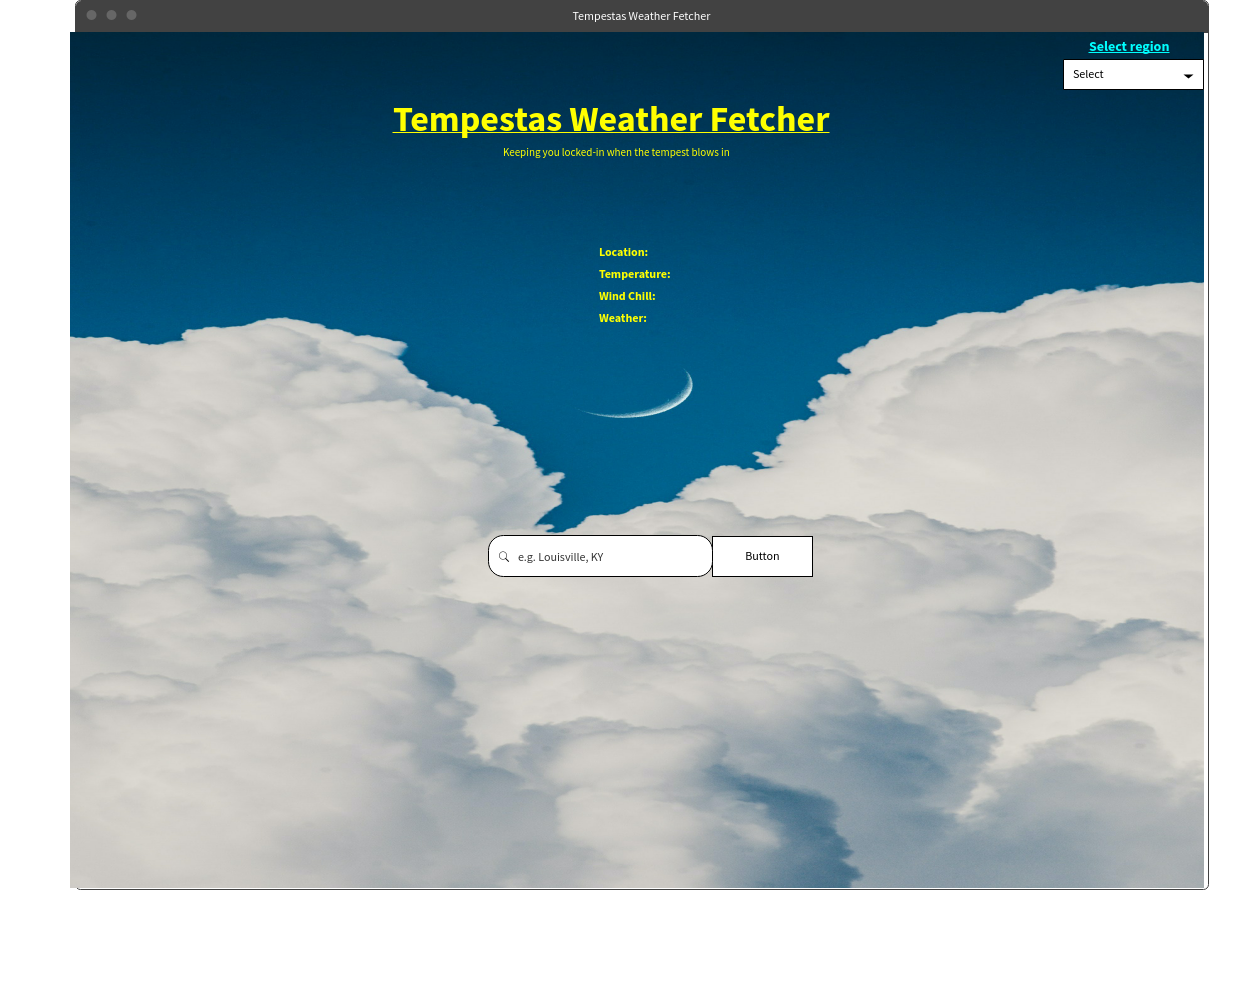 Tempestas Weather Fetcher
Select region
Select
Tempestas Weather Fetcher
Keeping you locked-in when the tempest blows in
Location:
Temperature:
Wind Chill:
Weather:
e.g. Louisville, KY
Button